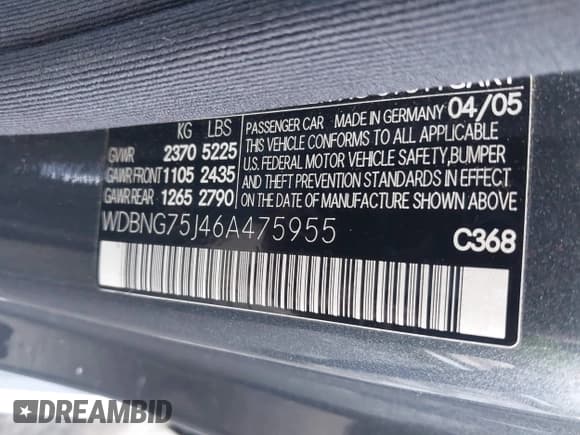 KG LBS
GVWR 2370 5225
GAWR FRONT 1105 2435
GAWR REAR 1265 2790
PASSENGER CAR MADE IN GERMANY 04/05
THIS VEHICLE CONFORMS TO ALL APPLICABLE
U.S. FEDERAL MOTOR VEHICLE SAFETY, BUMPER
AND THEFT PREVENTION STANDARDS IN EFFECT
ON THE DATE OF MANUFACTURE SHOWN ABOVE.
WDBNG75J46A475955
C368
DREAMBID